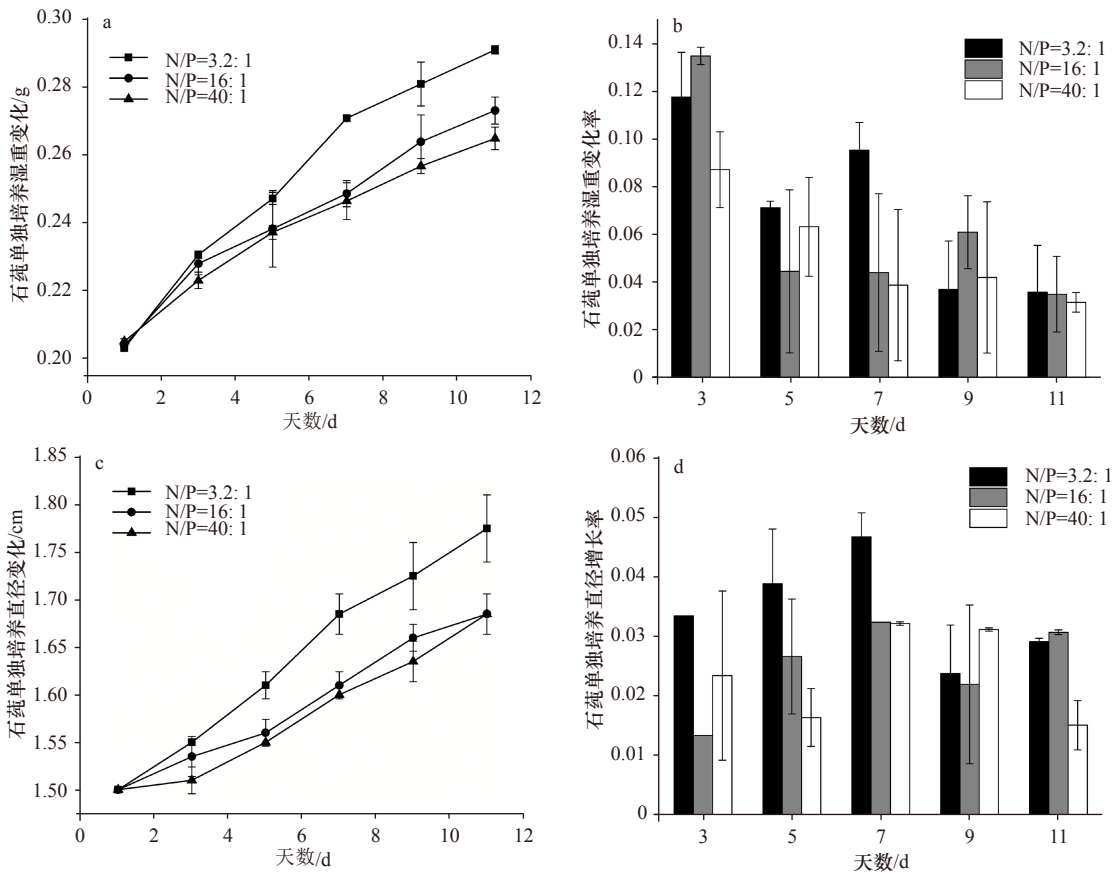 a
N/P=3.2: 1
N/P=16: 1
N/P=40: 1
0.30
0.28
0.26
0.24
0.22
0.20
石莼单独培养湿重变化/g
0 2 4 6 8 10 12
天数/d
b
N/P=3.2: 1
N/P=16: 1
N/P=40: 1
0.14
0.12
0.10
0.08
0.06
0.04
0.02
0
石莼单独培养湿重变化率
3 5 7 9 11
天数/d
c
N/P=3.2: 1
N/P=16: 1
N/P=40: 1
1.85
1.80
1.75
1.70
1.65
1.60
1.55
1.50
石莼单独培养直径变化/cm
0 2 4 6 8 10 12
天数/d
d
N/P=3.2: 1
N/P=16: 1
N/P=40: 1
0.06
0.05
0.04
0.03
0.02
0.01
0
石莼单独培养直径增长率
3 5 7 9 11
天数/d